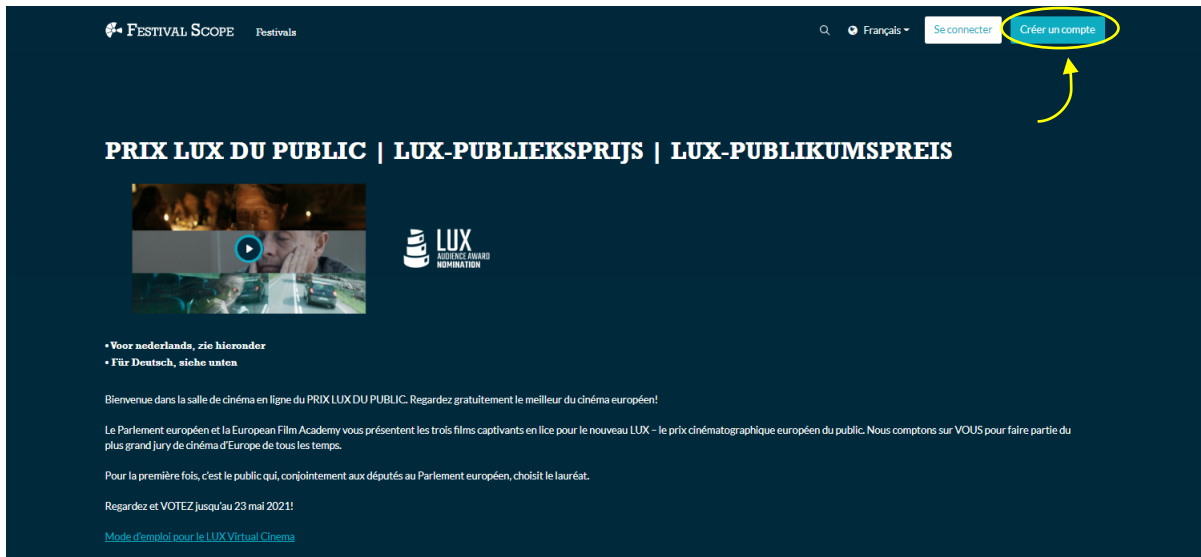 FESTIVAL SCOPE Festivals Français Se connecter Créer un compte
PRIX LUX DU PUBLIC | LUX-PUBLIEKSPRIJS | LUX-PUBLIKUMSPREIS
LUX
AUDIENCE AWARD
NOMINATION
• Voor nederlands, zie hieronder
• Für Deutsch, siehe unten
Bienvenue dans la salle de cinéma en ligne du PRIX LUX DU PUBLIC. Regardez gratuitement le meilleur du cinéma européen!
Le Parlement européen et la European Film Academy vous présentent les trois films captivants en lice pour le nouveau LUX – le prix cinématographique européen du public. Nous comptons sur VOUS pour faire partie du
plus grand jury de cinéma d'Europe de tous les temps.
Pour la première fois, c'est le public qui, conjointement aux députés au Parlement européen, choisit le lauréat.
Regardez et VOTEZ jusqu'au 23 mai 2021!
Mode d'emploi pour le LUX Virtual Cinema